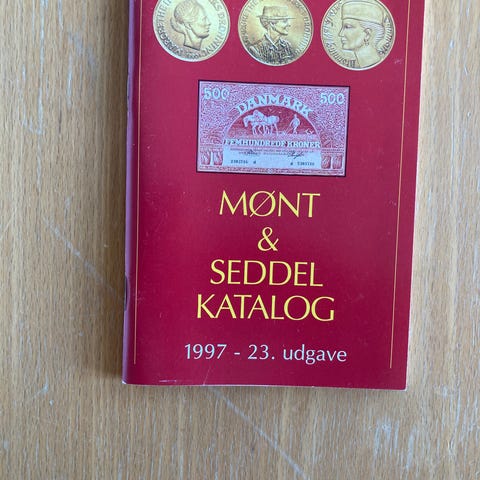 500 500
DANMARK
FEMHUNDREDE KRONER
MØNT
&
SEDDEL
KATALOG
1997 - 23. udgave